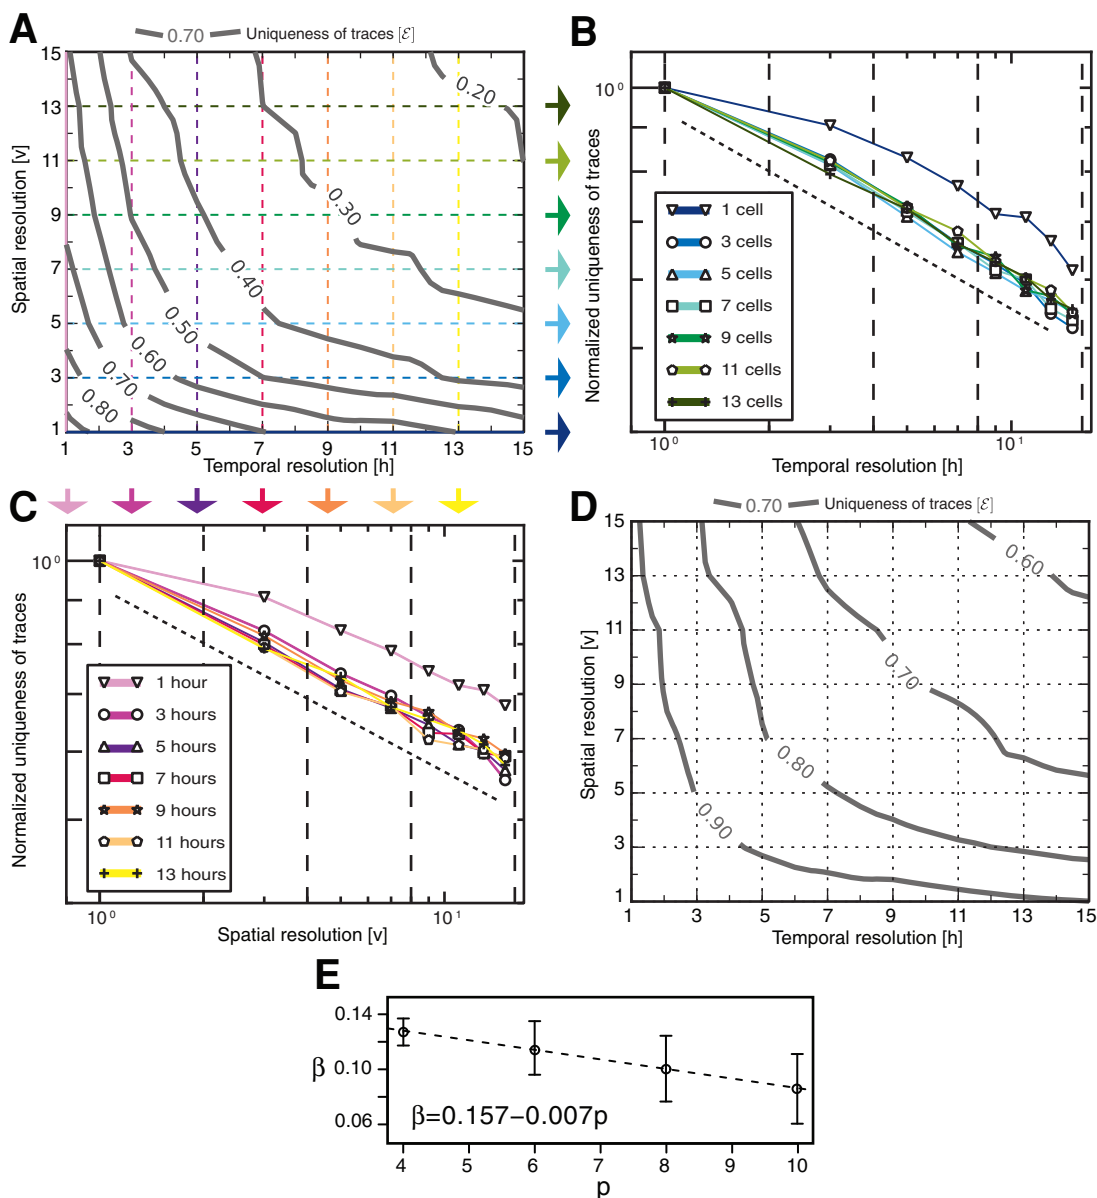 A
0.70 Uniqueness of traces [ℰ]
Spatial resolution [v]
15
13
11
9
7
5
3
1
0.20
0.30
0.40
0.50
0.60
0.70
0.80
1 3 5 7 9 11 13 15
Temporal resolution [h]
B
Normalized uniqueness of traces
10⁰
1 cell
3 cells
5 cells
7 cells
9 cells
11 cells
13 cells
10⁰ 10¹
Temporal resolution [h]
C
Normalized uniqueness of traces
10⁰
1 hour
3 hours
5 hours
7 hours
9 hours
11 hours
13 hours
10⁰ 10¹
Spatial resolution [v]
D
0.70 Uniqueness of traces [ℰ]
Spatial resolution [v]
15
13
11
9
7
5
3
1
0.60
0.70
0.80
0.90
1 3 5 7 9 11 13 15
Temporal resolution [h]
E
β
0.14
0.10
0.06
β=0.157−0.007p
4 5 6 7 8 9 10
p